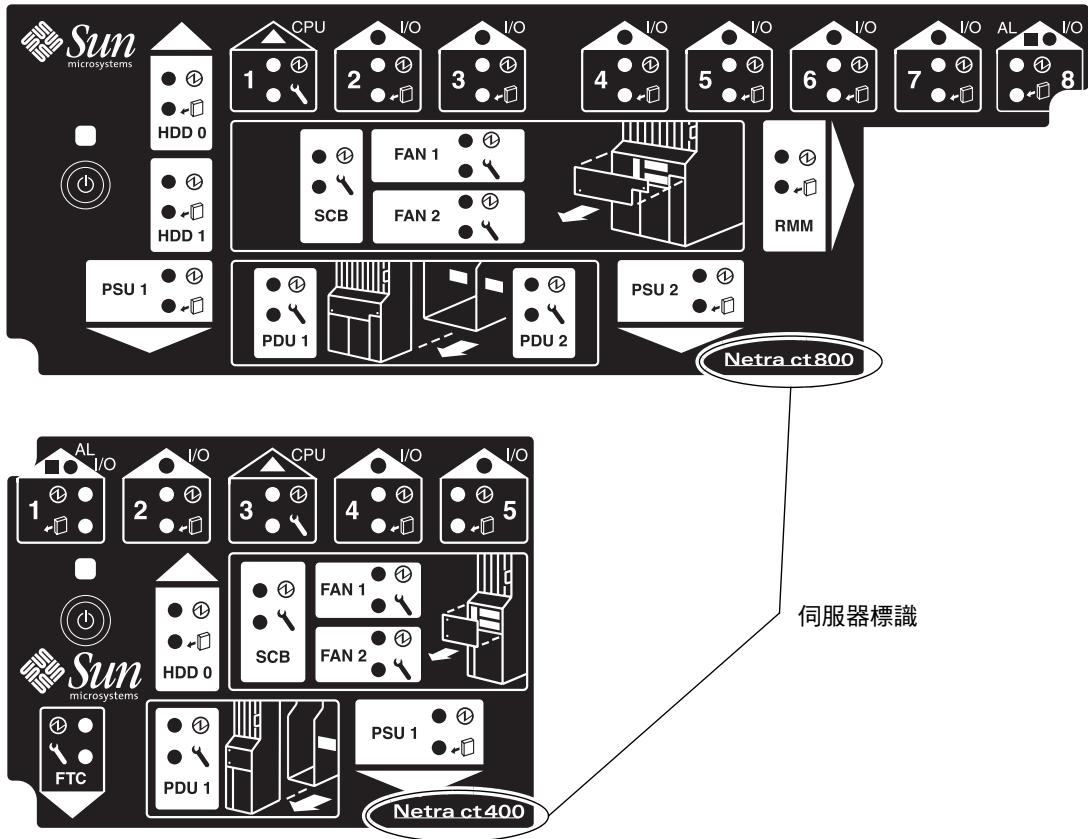 Sun
microsystems
CPU
I/O
I/O
I/O
I/O
I/O
I/O
AL
I/O
1
2
3
4
5
6
7
8
HDD 0
HDD 1
SCB
FAN 1
FAN 2
RMM
PSU 1
PDU 1
PDU 2
PSU 2
Netra ct800
AL
I/O
I/O
CPU
I/O
I/O
1
2
3
4
5
HDD 0
SCB
FAN 1
FAN 2
伺服器標識
Sun
microsystems
FTC
PDU 1
PSU 1
Netra ct400